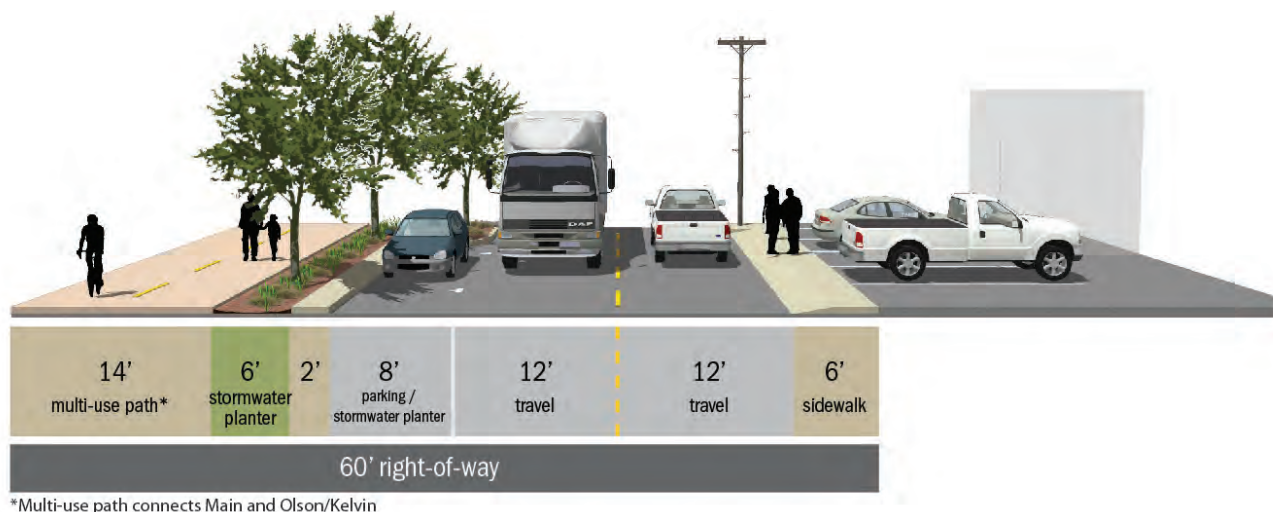 DAF
14’
multi-use path*
6’
stormwater
planter
2’
8’
parking /
stormwater planter
12’
travel
12’
travel
6’
sidewalk
60’ right-of-way
*Multi-use path connects Main and Olson/Kelvin